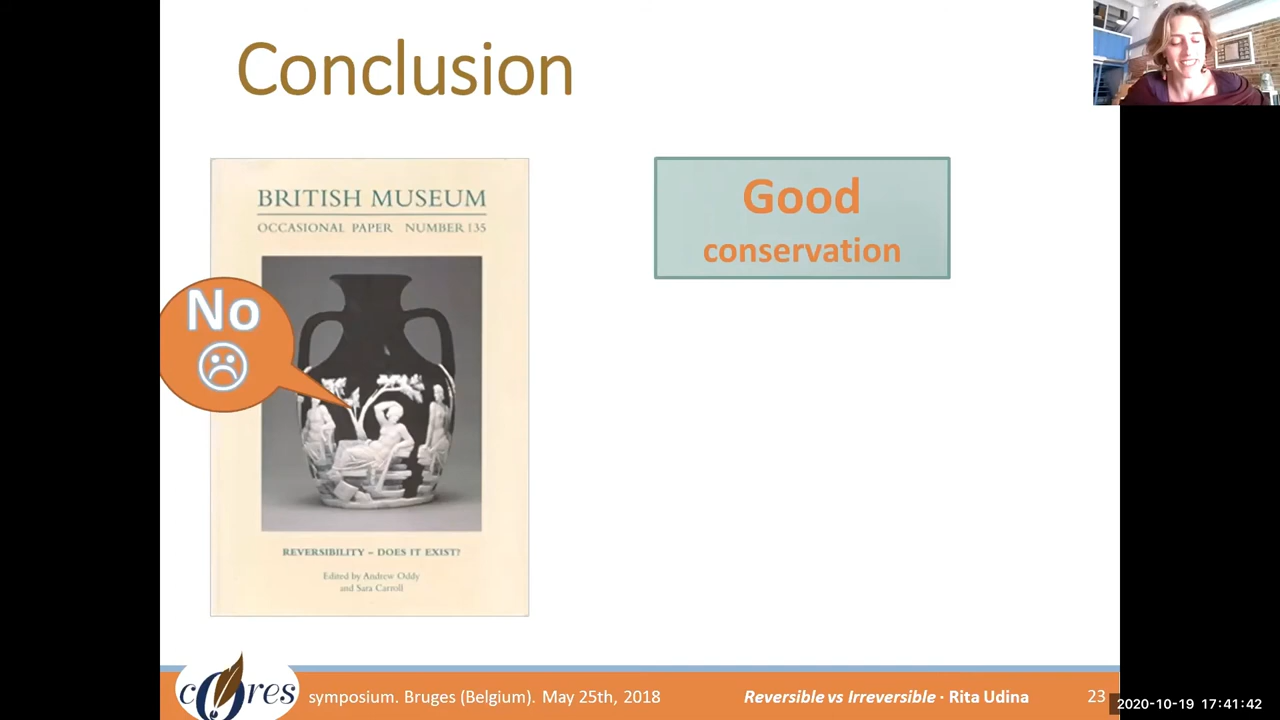 Conclusion
BRITISH MUSEUM
OCCASIONAL PAPER NUMBER 135
No
REVERSIBILITY – DOES IT EXIST?
Edited by Andrew Oddy
and Sara Carroll
Good
conservation
cores
symposium. Bruges (Belgium). May 25th, 2018
Reversible vs Irreversible · Rita Udina
23
2020-10-19 17:41:42